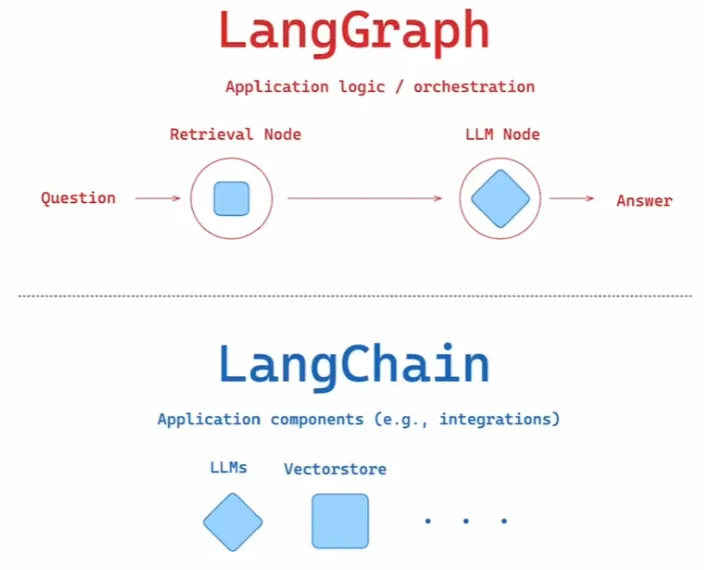 LangGraph
Application logic / orchestration
Retrieval Node
LLM Node
Question
Answer
LangChain
Application components (e.g., integrations)
LLMs
Vectorstore
. . .